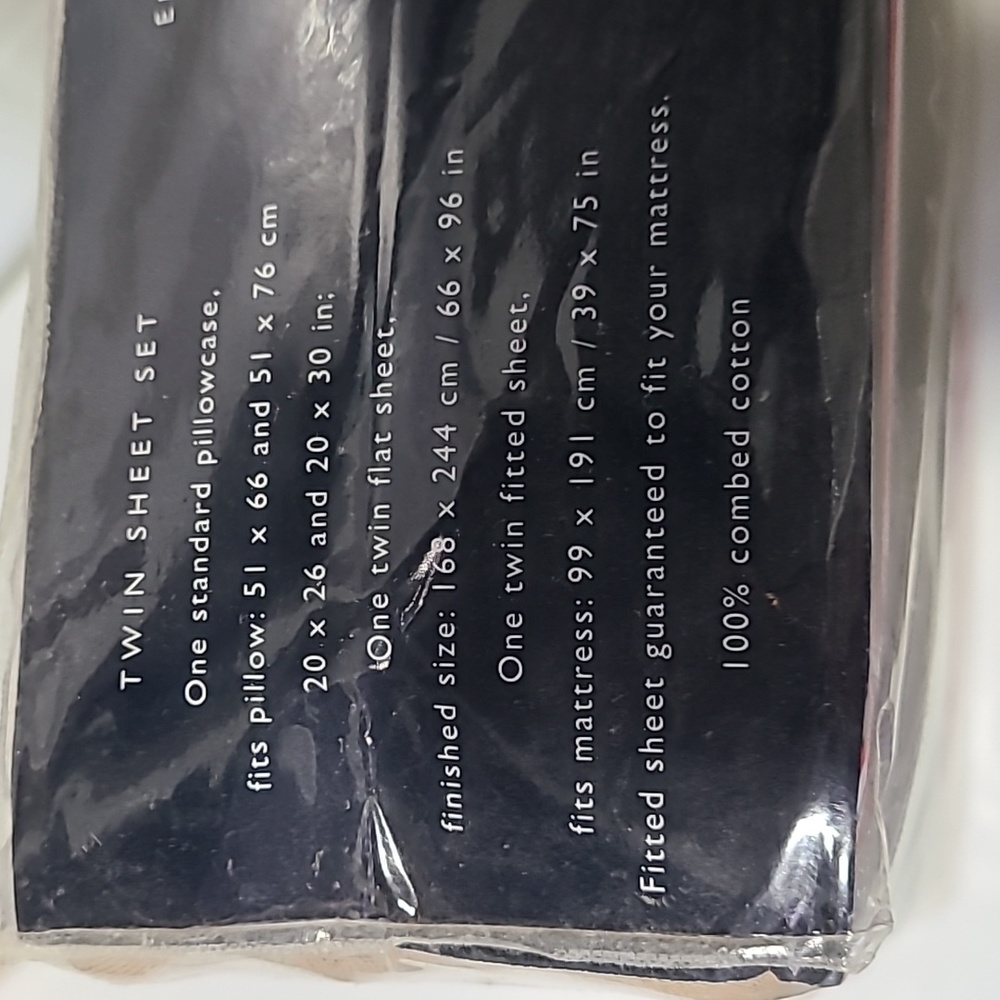 TWIN SHEET SET
One standard pillowcase,
fits pillow: 51 x 66 and 51 x 76 cm
20 x 26 and 20 x 30 in;
One twin flat sheet,
finished size: 168 x 244 cm / 66 x 96 in
One twin fitted sheet,
fits mattress: 99 x 191 cm / 39 x 75 in
Fitted sheet guaranteed to fit your mattress.
100% combed cotton